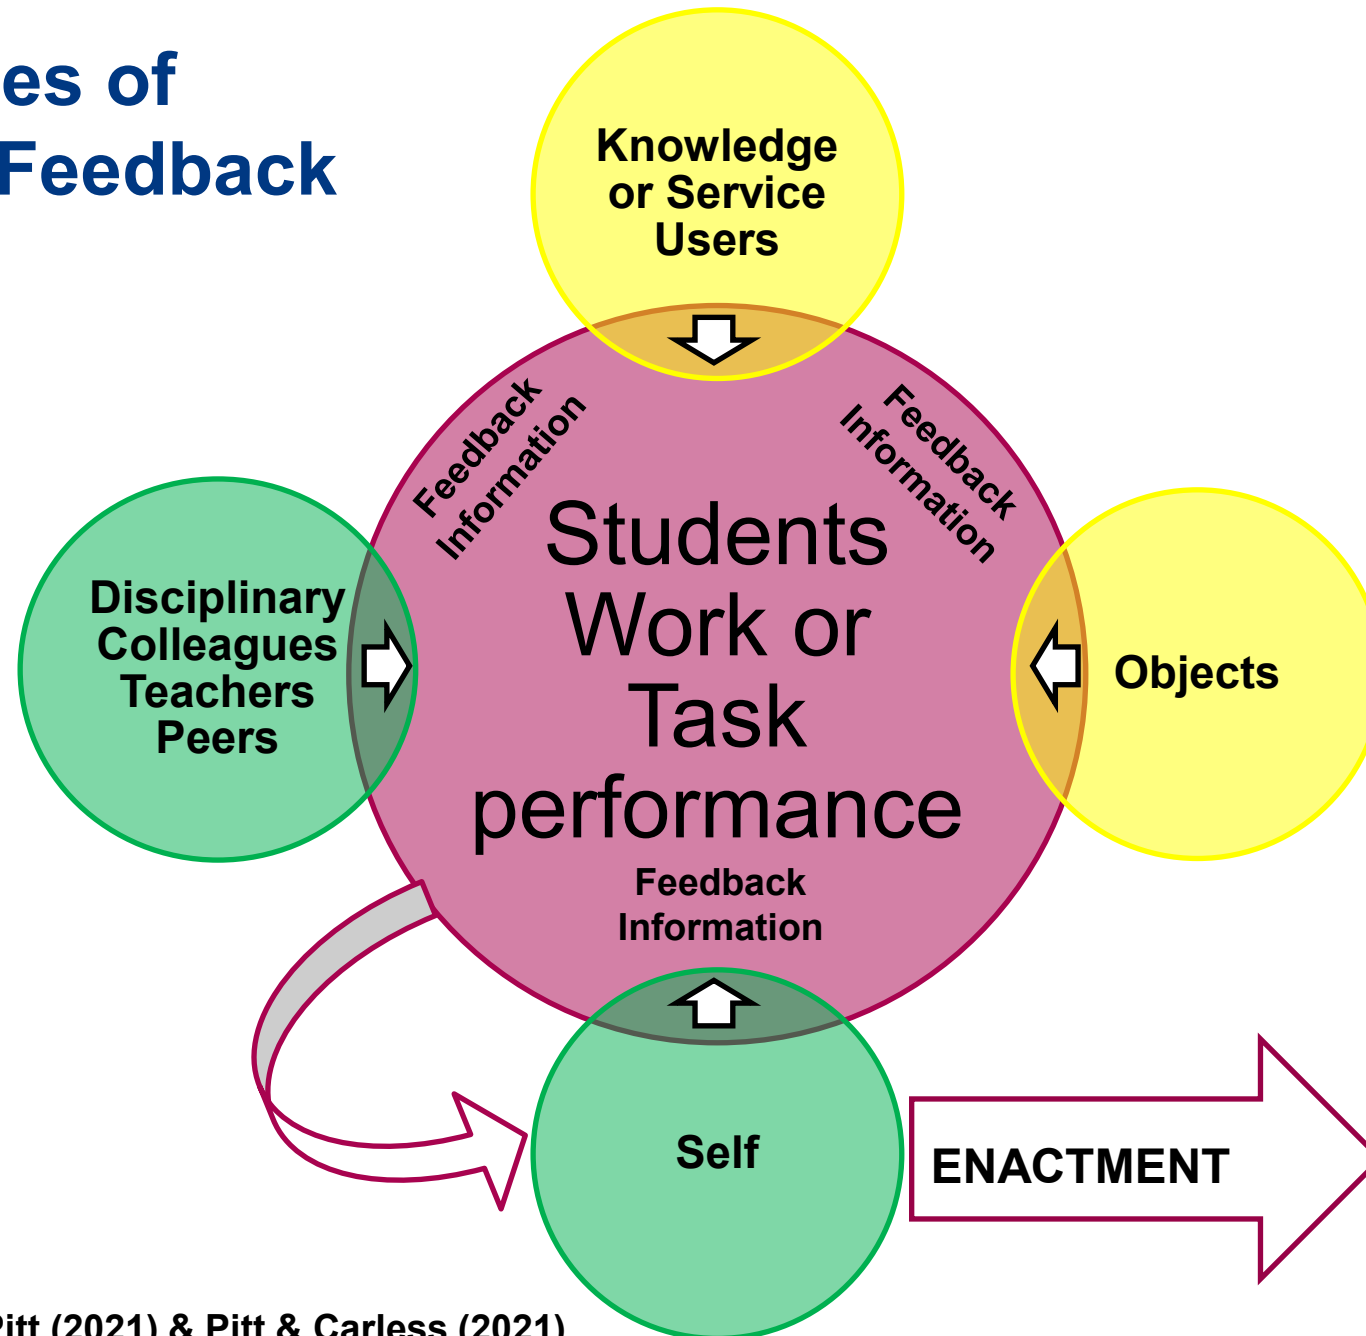 es of
Feedback
Knowledge
or Service
Users
Feedback
Information
Feedback
Information
Students
Work or
Task
performance
Disciplinary
Colleagues
Teachers
Peers
Objects
Feedback
Information
Self
ENACTMENT
Pitt (2021) & Pitt & Carless (2021)